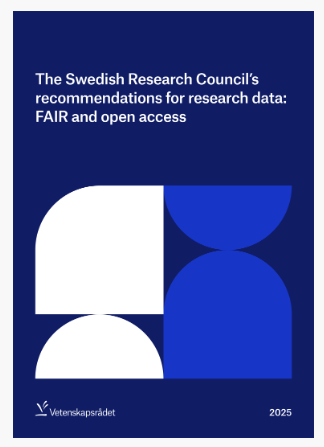 The Swedish Research Council’s
recommendations for research data:
FAIR and open access
Vetenskapsrådet
2025